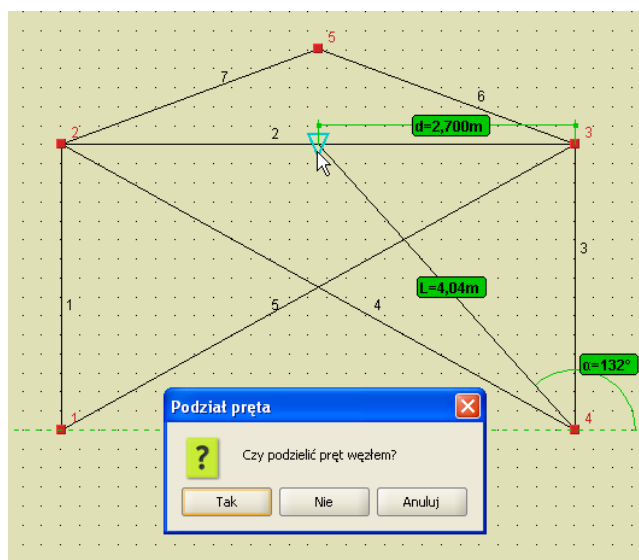 5
7
6
d=2,700m
2
2
3
3
L=4,04m
1
5
4
α=132°
1
4
Podział pręta
?
Czy podzielić pręt węzłem?
Tak
Nie
Anuluj